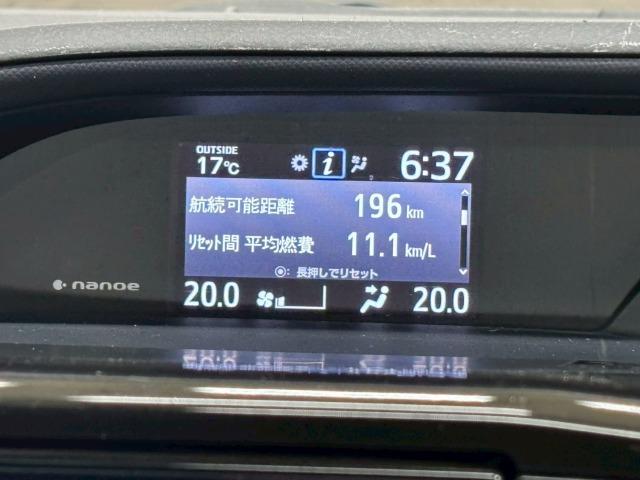 OUTSIDE
17℃
6:37
航続可能距離 196 km
ﾘｾｯﾄ間 平均燃費 11.1 km/L
◉: 長押しでリセット
nanoe
20.0 20.0